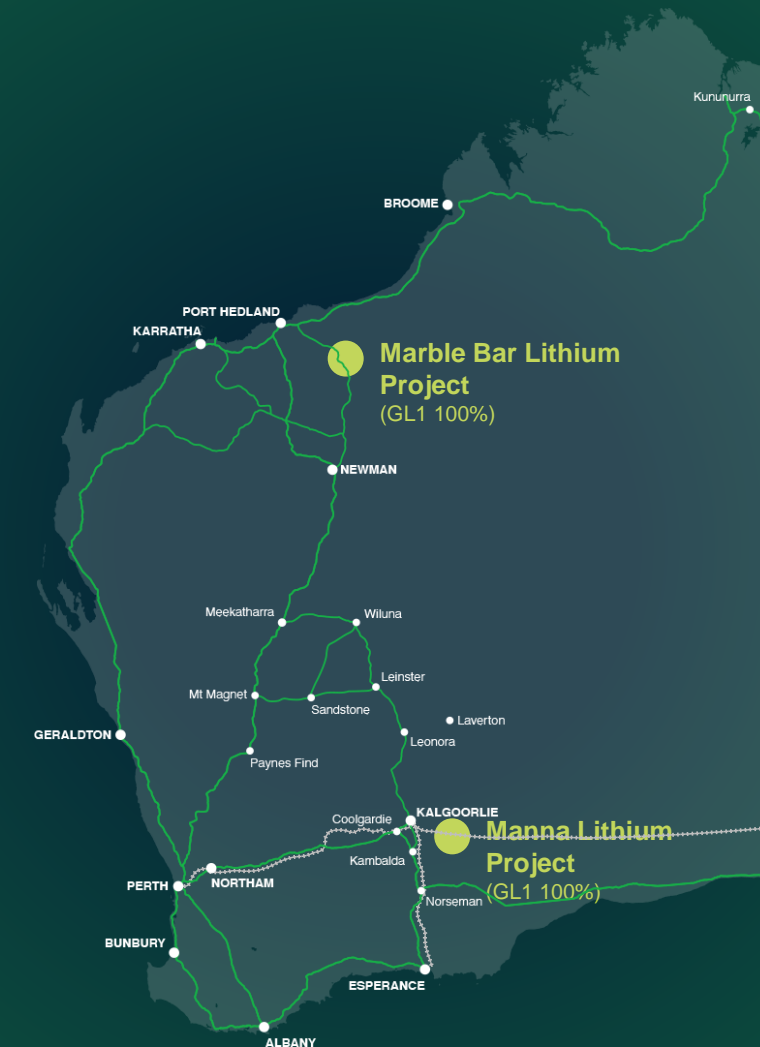 Kununurra
BROOME
PORT HEDLAND
KARRATHA
Marble Bar Lithium
Project
(GL1 100%)
NEWMAN
Meekatharra
Wiluna
Leinster
Mt Magnet
Sandstone
Laverton
GERALDTON
Leonora
Paynes Find
KALGOORLIE
Coolgardie
Manna Lithium
Project
(GL1 100%)
Kambalda
NORTHAM
PERTH
Norseman
BUNBURY
ESPERANCE
ALBANY